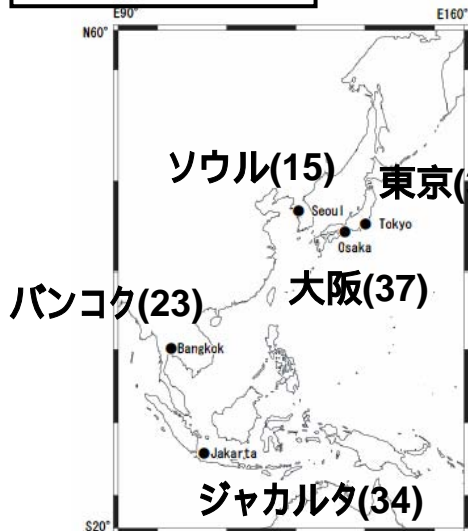 E90°
E160°
N60°
ソウル(15)
東京(
Seoul
Tokyo
Osaka
大阪(37)
バンコク(23)
Bangkok
Jakarta
ジャカルタ(34)
S20°